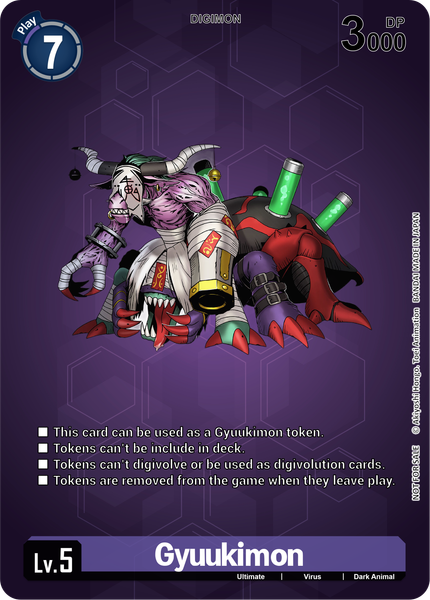 Play
7
DIGIMON
DP
3000
■ This card can be used as a Gyuukimon token.
■ Tokens can't be include in deck.
■ Tokens can't digivolve or be used as digivolution cards.
■ Tokens are removed from the game when they leave play.
NOT FOR SALE © Akiyoshi Hongo, Toei Animation BANDAI MADE IN JAPAN
Lv.5
Gyuukimon
Ultimate | Virus | Dark Animal